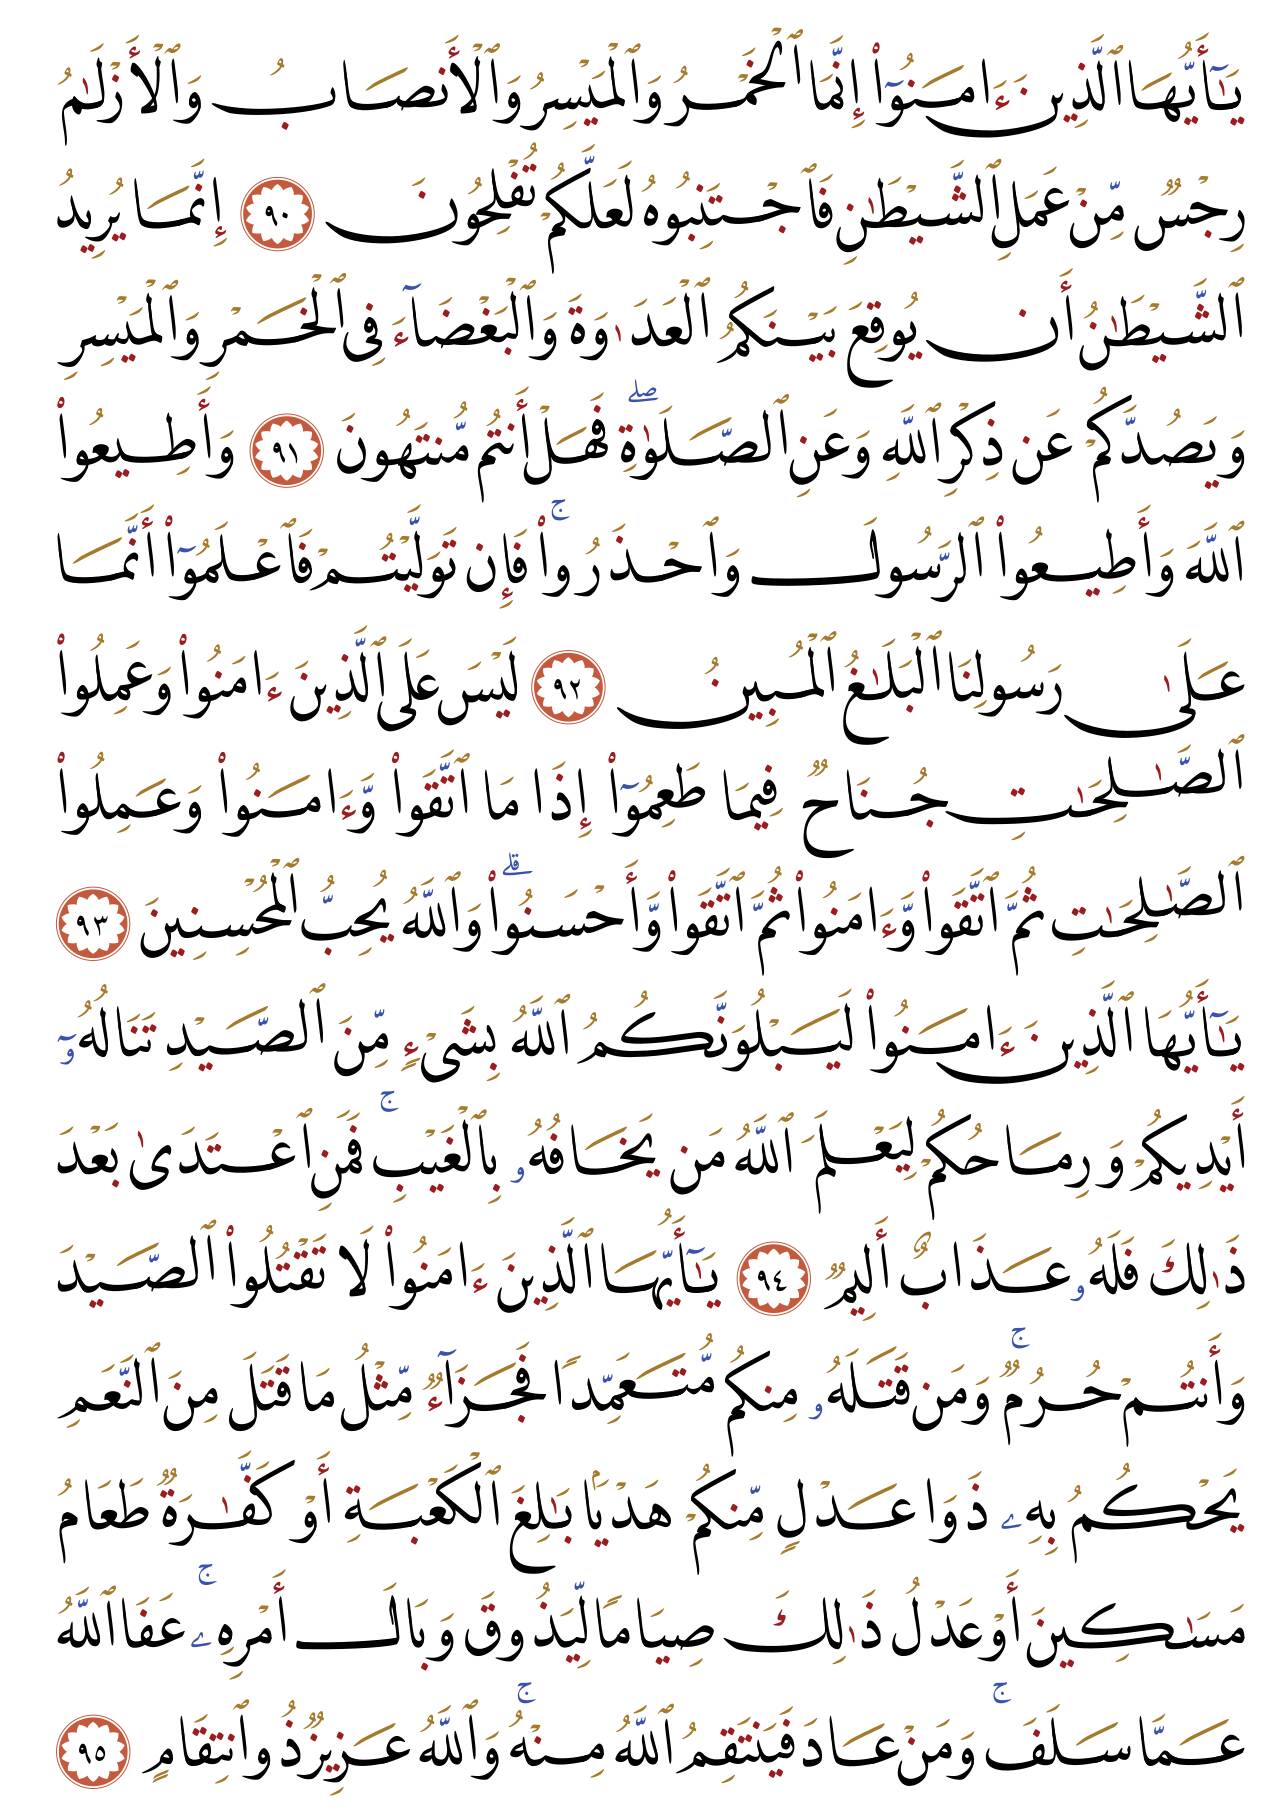 يَـٰٓأَيُّهَا ٱلَّذِينَ ءَامَنُوٓا۟ إِنَّمَا ٱلْخَمْرُ وَٱلْمَيْسِرُ وَٱلْأَنصَابُ وَٱلْأَزْلَـٰمُ
رِجْسٌ مِّنْ عَمَلِ ٱلشَّيْطَـٰنِ فَٱجْتَنِبُوهُ لَعَلَّكُمْ تُفْلِحُونَ ٩٠ إِنَّمَا يُرِيدُ
ٱلشَّيْطَـٰنُ أَن يُوقِعَ بَيْنَكُمُ ٱلْعَدَٰوَةَ وَٱلْبَغْضَآءَ فِى ٱلْخَمْرِ وَٱلْمَيْسِرِ
وَيَصُدَّكُمْ عَن ذِكْرِ ٱللَّهِ وَعَنِ ٱلصَّلَوٰةِ ۖ فَهَلْ أَنتُم مُّنتَهُونَ ٩١ وَأَطِيعُوا۟
ٱللَّهَ وَأَطِيعُوا۟ ٱلرَّسُولَ وَٱحْذَرُوا۟ ۚ فَإِن تَوَلَّيْتُمْ فَٱعْلَمُوٓا۟ أَنَّمَا
عَلَىٰ رَسُولِنَا ٱلْبَلَـٰغُ ٱلْمُبِينُ ٩٢ لَيْسَ عَلَى ٱلَّذِينَ ءَامَنُوا۟ وَعَمِلُوا۟
ٱلصَّـٰلِحَـٰتِ جُنَاحٌ فِيمَا طَعِمُوٓا۟ إِذَا مَا ٱتَّقَوا۟ وَّءَامَنُوا۟ وَعَمِلُوا۟
ٱلصَّـٰلِحَـٰتِ ثُمَّ ٱتَّقَوا۟ وَّءَامَنُوا۟ ثُمَّ ٱتَّقَوا۟ وَّأَحْسَنُوا۟ ۗ وَٱللَّهُ يُحِبُّ ٱلْمُحْسِنِينَ ٩٣
يَـٰٓأَيُّهَا ٱلَّذِينَ ءَامَنُوا۟ لَيَبْلُوَنَّكُمُ ٱللَّهُ بِشَىْءٍ مِّنَ ٱلصَّيْدِ تَنَالُهُۥٓ
أَيْدِيكُمْ وَرِمَاحُكُمْ لِيَعْلَمَ ٱللَّهُ مَن يَخَافُهُۥ بِٱلْغَيْبِ ۚ فَمَنِ ٱعْتَدَىٰ بَعْدَ
ذَٰلِكَ فَلَهُۥ عَذَابٌ أَلِيمٌ ٩٤ يَـٰٓأَيُّهَا ٱلَّذِينَ ءَامَنُوا۟ لَا تَقْتُلُوا۟ ٱلصَّيْدَ
وَأَنتُمْ حُرُمٌ ۚ وَمَن قَتَلَهُۥ مِنكُم مُّتَعَمِّدًا فَجَزَآءٌ مِّثْلُ مَا قَتَلَ مِنَ ٱلنَّعَمِ
يَحْكُمُ بِهِۦ ذَوَا عَدْلٍ مِّنكُمْ هَدْيًۢا بَـٰلِغَ ٱلْكَعْبَةِ أَوْ كَفَّـٰرَةٌ طَعَامُ
مَسَـٰكِينَ أَوْ عَدْلُ ذَٰلِكَ صِيَامًا لِّيَذُوقَ وَبَالَ أَمْرِهِۦ ۗ عَفَا ٱللَّهُ
عَمَّا سَلَفَ ۚ وَمَنْ عَادَ فَيَنتَقِمُ ٱللَّهُ مِنْهُ ۚ وَٱللَّهُ عَزِيزٌ ذُو ٱنتِقَامٍ ٩٥